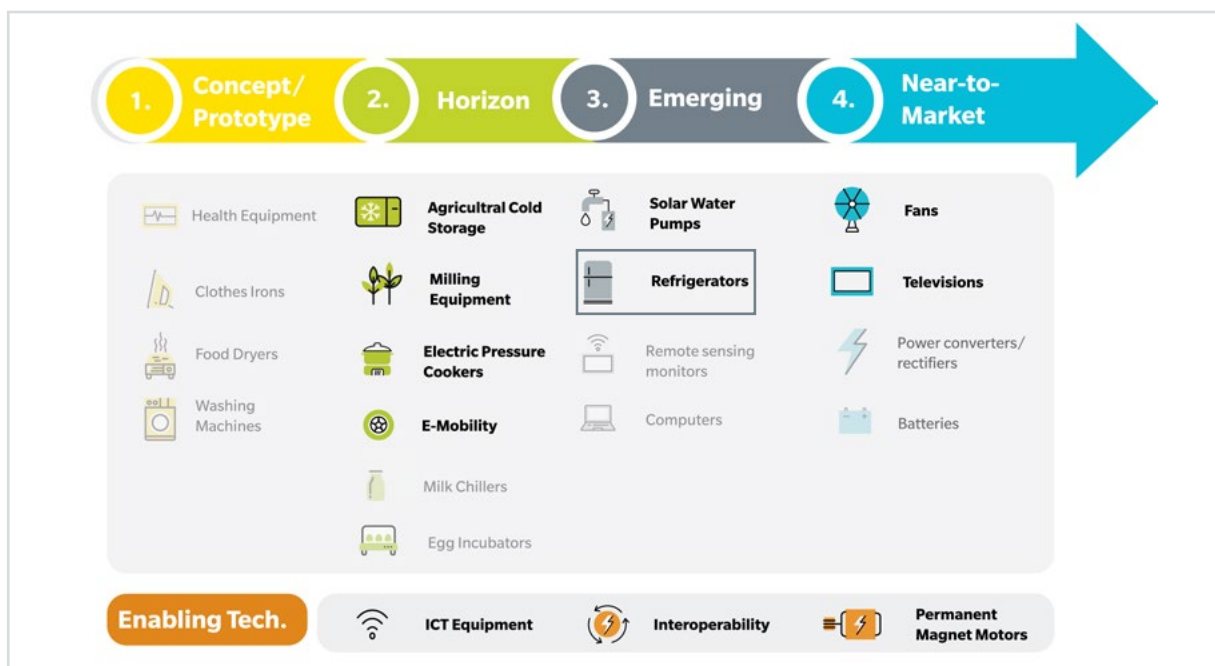 1.
Concept/
Prototype
2.
Horizon
3.
Emerging
4.
Near-to-
Market
Health Equipment
Clothes Irons
Food Dryers
Washing
Machines
Agricultral Cold
Storage
Milling
Equipment
Electric Pressure
Cookers
E-Mobility
Milk Chillers
Egg Incubators
Solar Water
Pumps
Refrigerators
Remote sensing
monitors
Computers
Fans
Televisions
Power converters/
rectifiers
Batteries
Enabling Tech.
ICT Equipment
Interoperability
Permanent
Magnet Motors